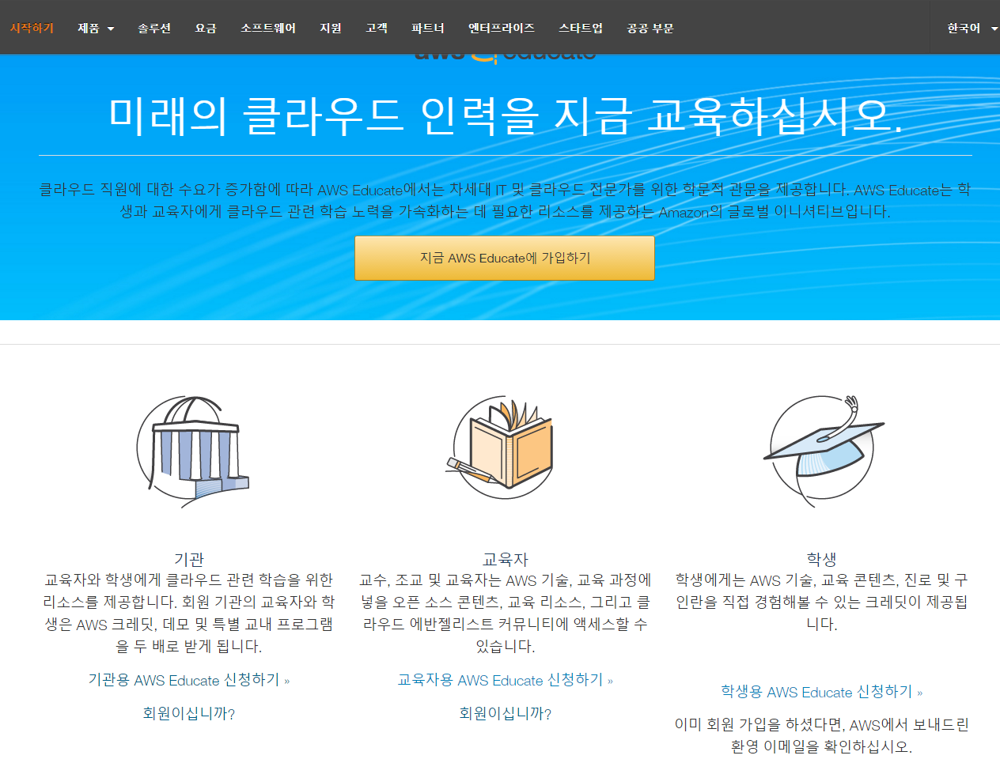 시작하기 제품 솔루션 요금 소프트웨어 지원 고객 파트너 엔터프라이즈 스타트업 공공 부문 한국어
aws educate
미래의 클라우드 인력을 지금 교육하십시오.
클라우드 직원에 대한 수요가 증가함에 따라 AWS Educate에서는 차세대 IT 및 클라우드 전문가를 위한 학문적 관문을 제공합니다. AWS Educate는 학
생과 교육자에게 클라우드 관련 학습 노력을 가속화하는 데 필요한 리소스를 제공하는 Amazon의 글로벌 이니셔티브입니다.
지금 AWS Educate에 가입하기
기관
교육자와 학생에게 클라우드 관련 학습을 위한
리소스를 제공합니다. 회원 기관의 교육자와 학
생은 AWS 크레딧, 데모 및 특별 교내 프로그램
을 두 배로 받게 됩니다.
기관용 AWS Educate 신청하기 »
회원이십니까?
교육자
교수, 조교 및 교육자는 AWS 기술, 교육 과정에
넣을 오픈 소스 콘텐츠, 교육 리소스, 그리고 클
라우드 에반젤리스트 커뮤니티에 액세스할 수
있습니다.
교육자용 AWS Educate 신청하기 »
회원이십니까?
학생
학생에게는 AWS 기술, 교육 콘텐츠, 진로 및 구
인란을 직접 경험해볼 수 있는 크레딧이 제공됩
니다.
학생용 AWS Educate 신청하기 »
이미 회원 가입을 하셨다면, AWS에서 보내드린
환영 이메일을 확인하십시오.